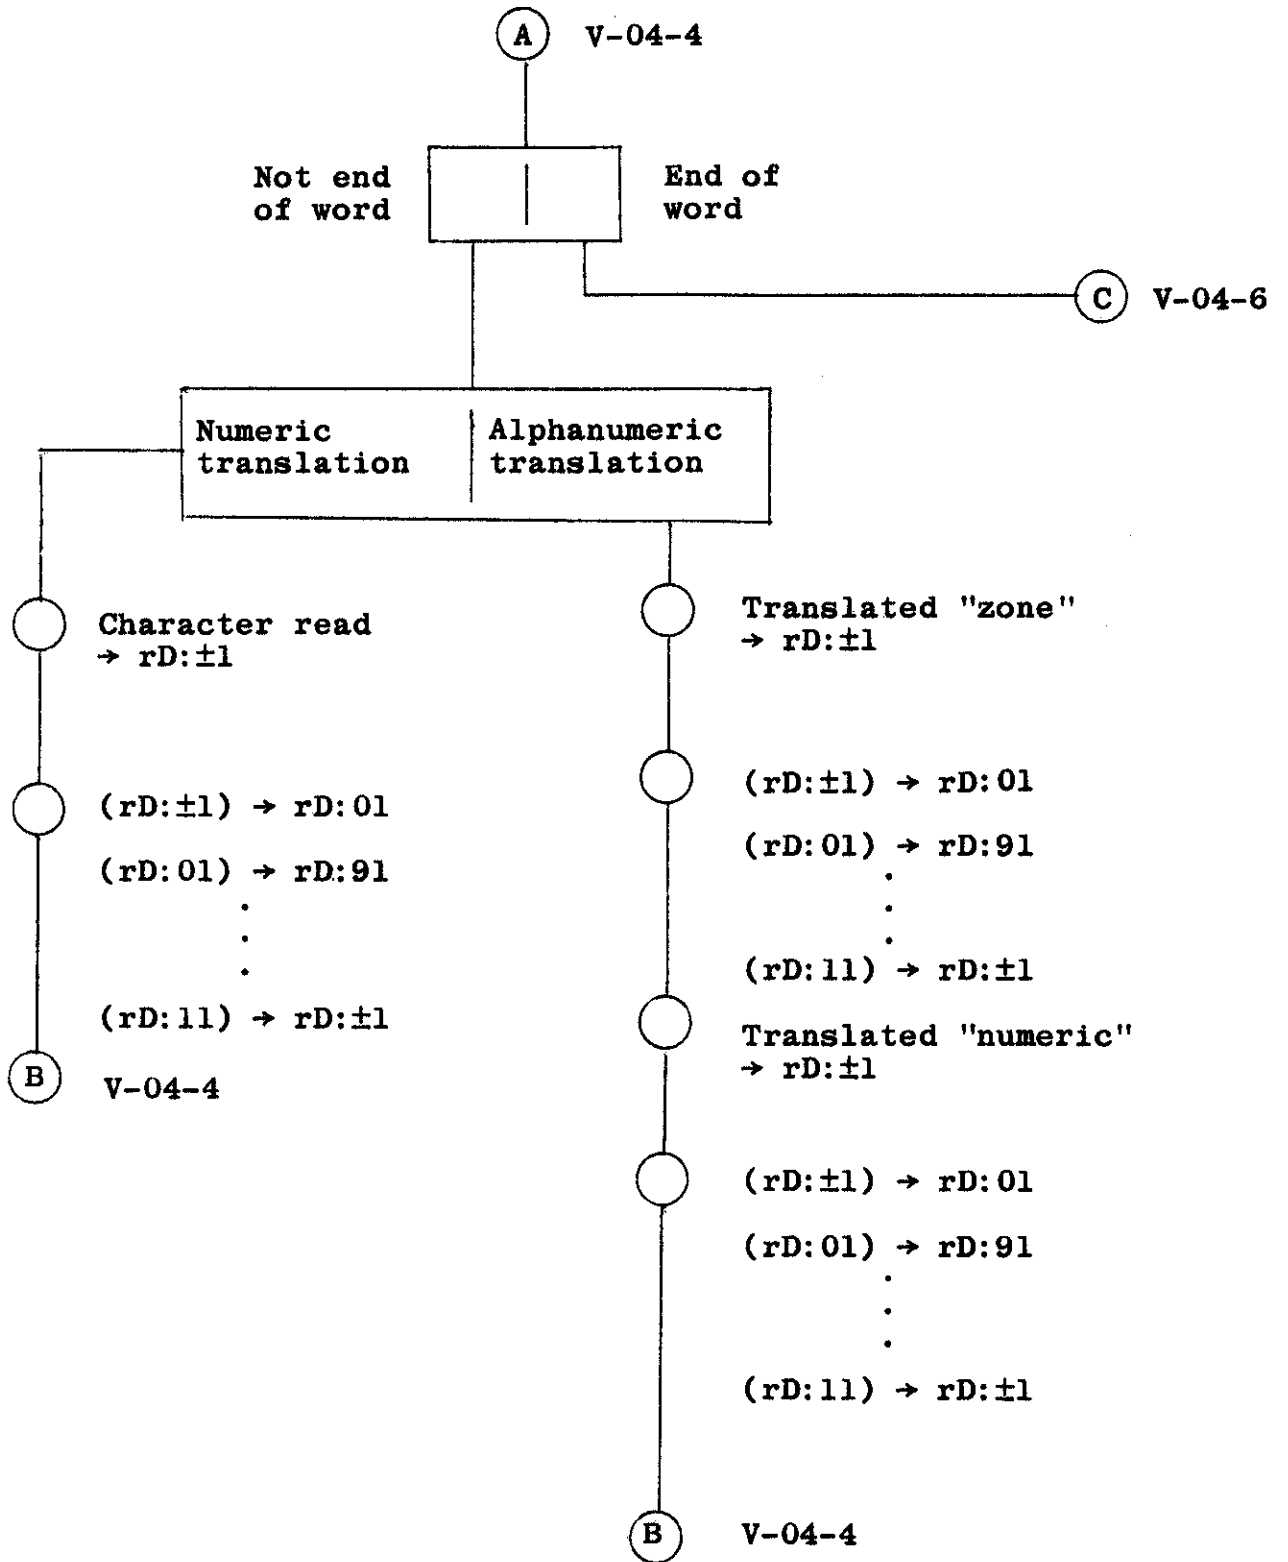 A V-04-4
Not end
of word
End of
word
C V-04-6
Numeric
translation
Alphanumeric
translation
Character read
→ rD:±1
(rD:±1) → rD:01
(rD:01) → rD:91
.
.
.
(rD:11) → rD:±1
B V-04-4
Translated "zone"
→ rD:±1
(rD:±1) → rD:01
(rD:01) → rD:91
.
.
.
(rD:11) → rD:±1
Translated "numeric"
→ rD:±1
(rD:±1) → rD:01
(rD:01) → rD:91
.
.
.
(rD:11) → rD:±1
B V-04-4